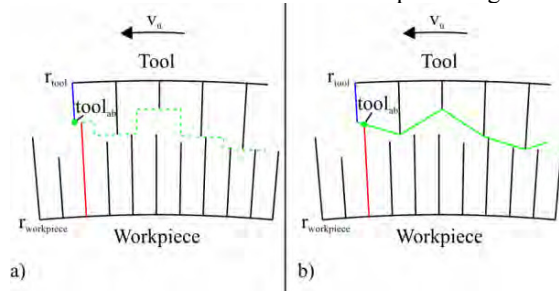 v_u
Tool
r_tool
tool_ab
r_workpiece
Workpiece
a)
v_u
Tool
r_tool
tool_ab
r_workpiece
Workpiece
b)